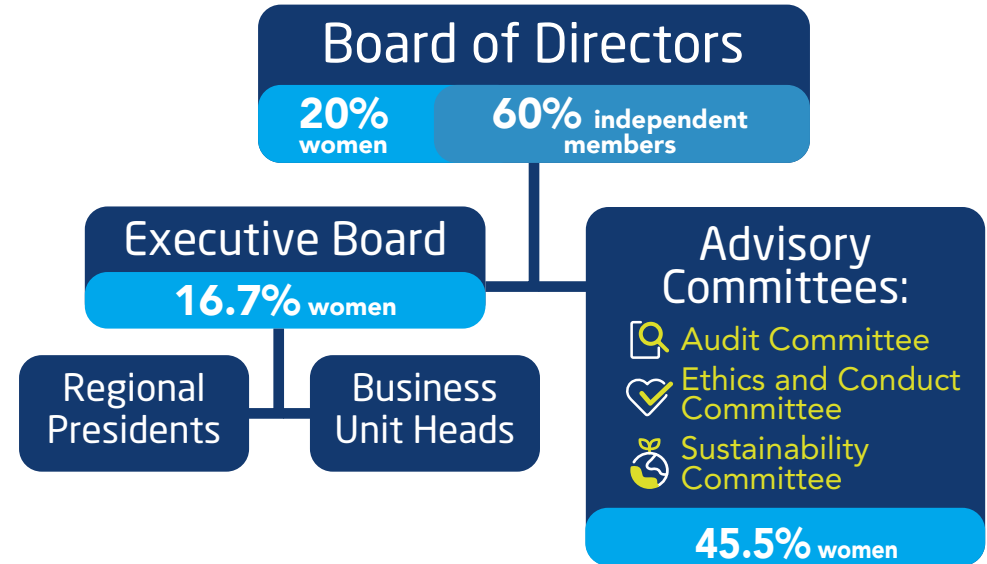 Board of Directors
20%
women
60% independent
members
Executive Board
16.7% women
Regional
Presidents
Business
Unit Heads
Advisory
Committees:
Audit Committee
Ethics and Conduct
Committee
Sustainability
Committee
45.5% women